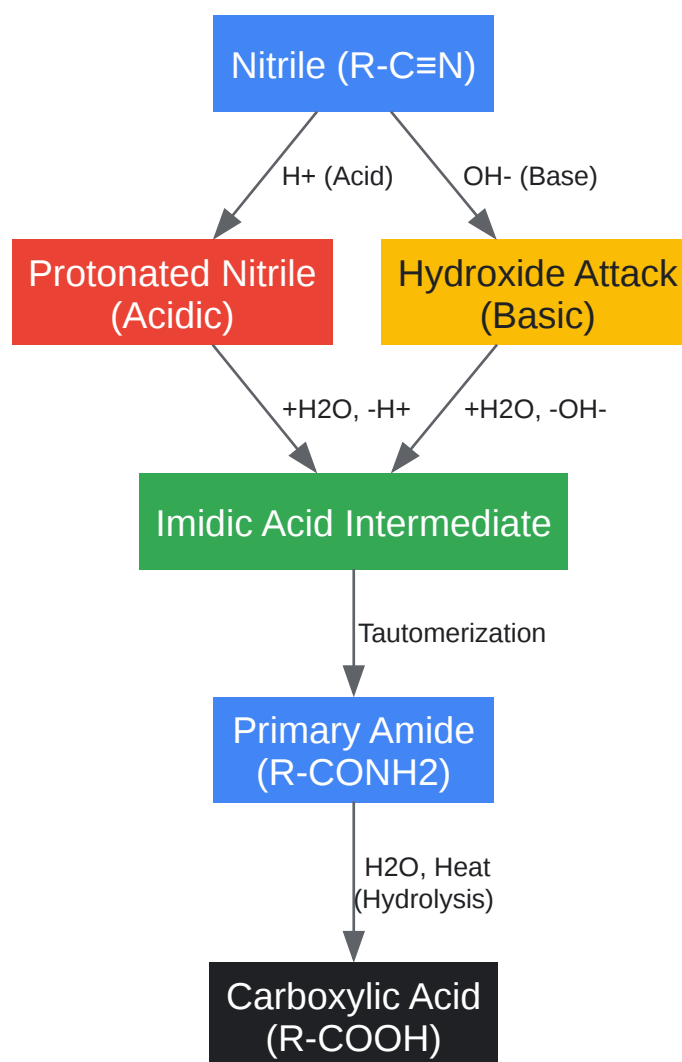 Nitrile (R-C≡N)
H+ (Acid)
OH- (Base)
Protonated Nitrile
(Acidic)
Hydroxide Attack
(Basic)
+H2O, -H+
+H2O, -OH-
Imidic Acid Intermediate
Tautomerization
Primary Amide
(R-CONH2)
H2O, Heat
(Hydrolysis)
Carboxylic Acid
(R-COOH)